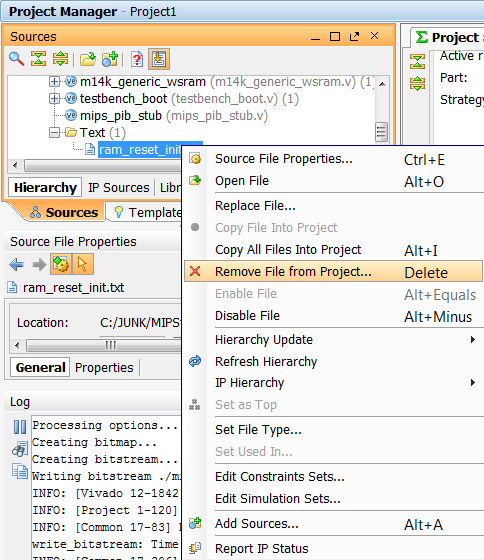 Project Manager - Project1
Sources
Project S
m14k_generic_wsram (m14k_generic_wsram.v) (1)
testbench_boot (testbench_boot.v) (1)
mips_pib_stub (mips_pib_stub.v)
Text (1)
ram_reset_init
Active r
Part:
Strategy
Hierarchy
IP Sources
Libr
Sources
Template
Source File Properties
ram_reset_init.txt
Location:
C:/JUNK/MIPS
General
Properties
Log
Processing options...
Creating bitmap...
Creating bitstream...
Writing bitstream ./mi
INFO: [Vivado 12-1842
INFO: [Project 1-120]
INFO: [Common 17-83]
write_bitstream: Time
INFO: [Common 17-206]
Source File Properties... Ctrl+E
Open File Alt+O
Replace File...
Copy File Into Project
Copy All Files Into Project Alt+I
Remove File from Project... Delete
Enable File Alt+Equals
Disable File Alt+Minus
Hierarchy Update
Refresh Hierarchy
IP Hierarchy
Set as Top
Set File Type...
Set Used In...
Edit Constraints Sets...
Edit Simulation Sets...
Add Sources... Alt+A
Report IP Status